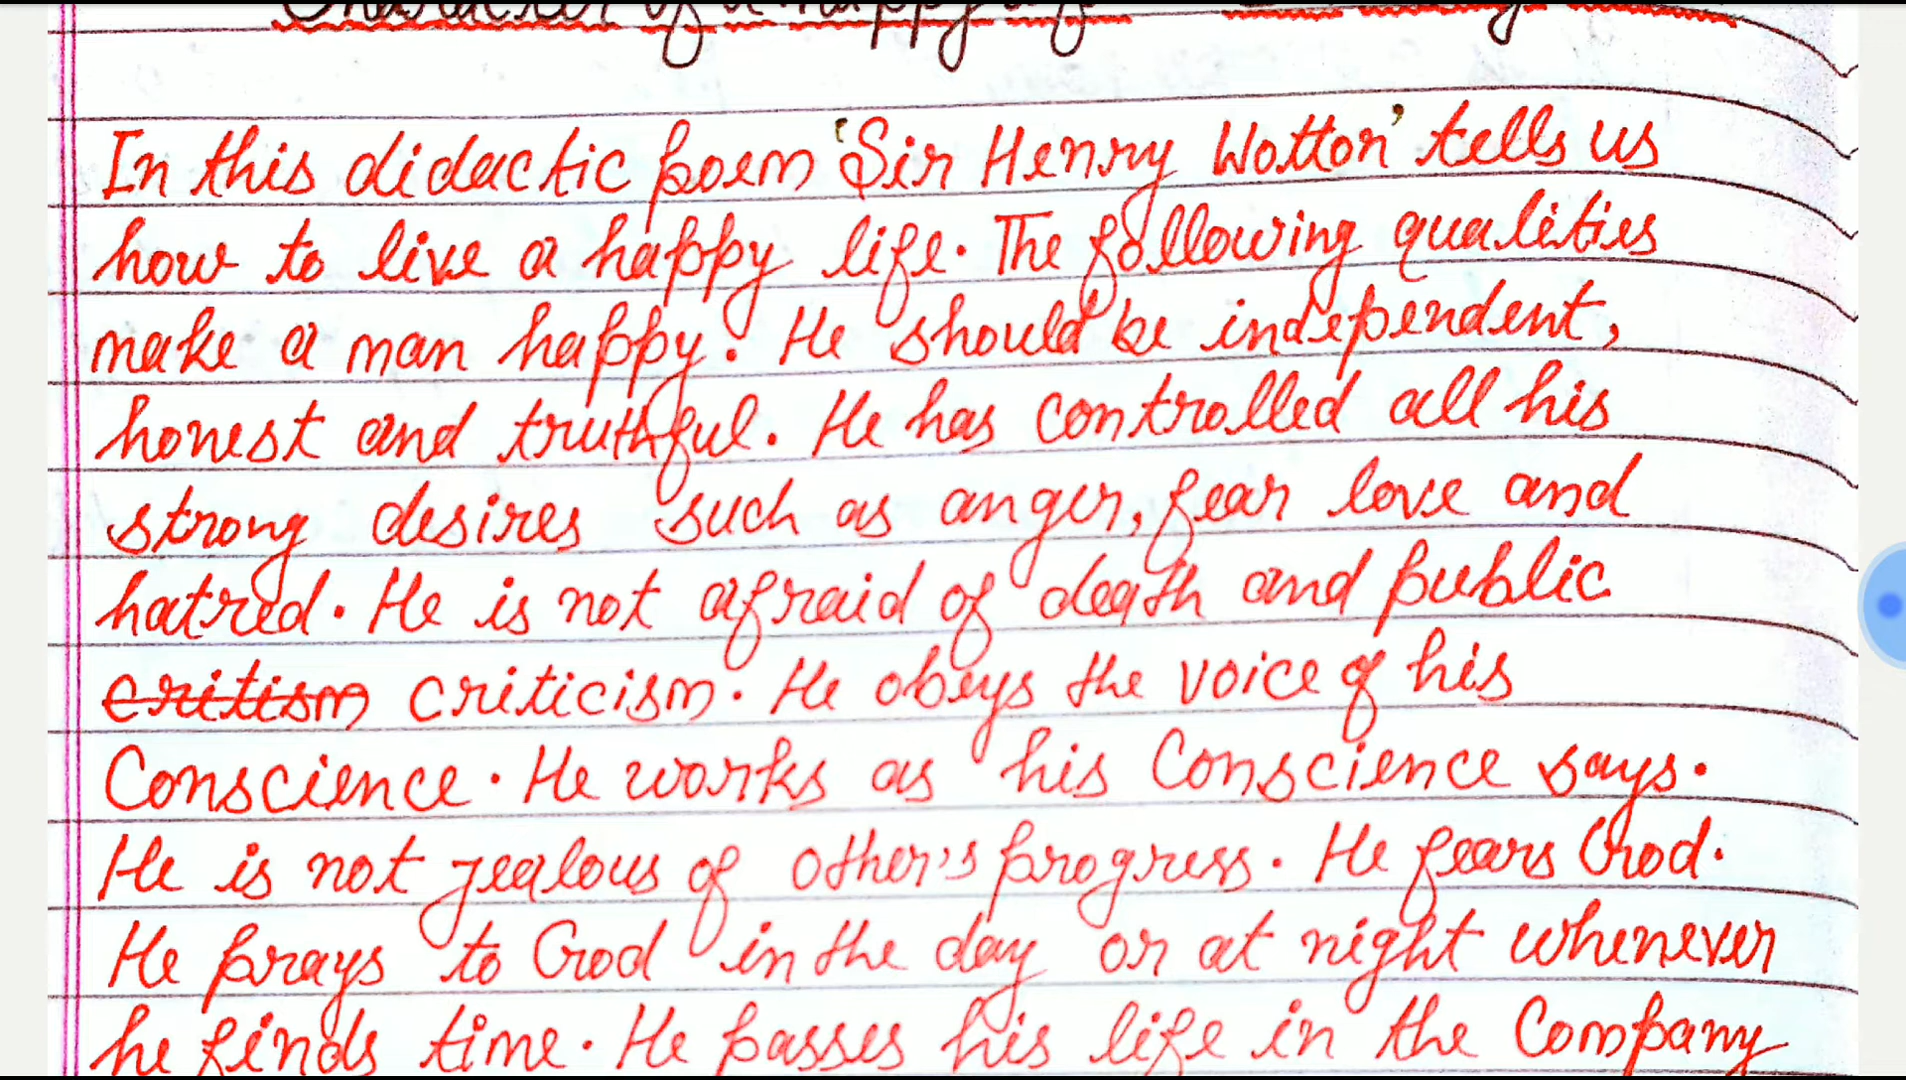 Character of a happy life
In this didactic poem 'Sir Henry Wotton' tells us
how to live a happy life. The following qualities
make a man happy. He should be independent,
honest and truthful. He has controlled all his
strong desires such as anger, fear love and
hatred. He is not afraid of death and public
critism criticism. He obeys the voice of his
Conscience. He works as his Conscience says.
He is not jealous of other's progress. He fears God.
He prays to God in the day or at night whenever
he finds time. He passes his life in the Company